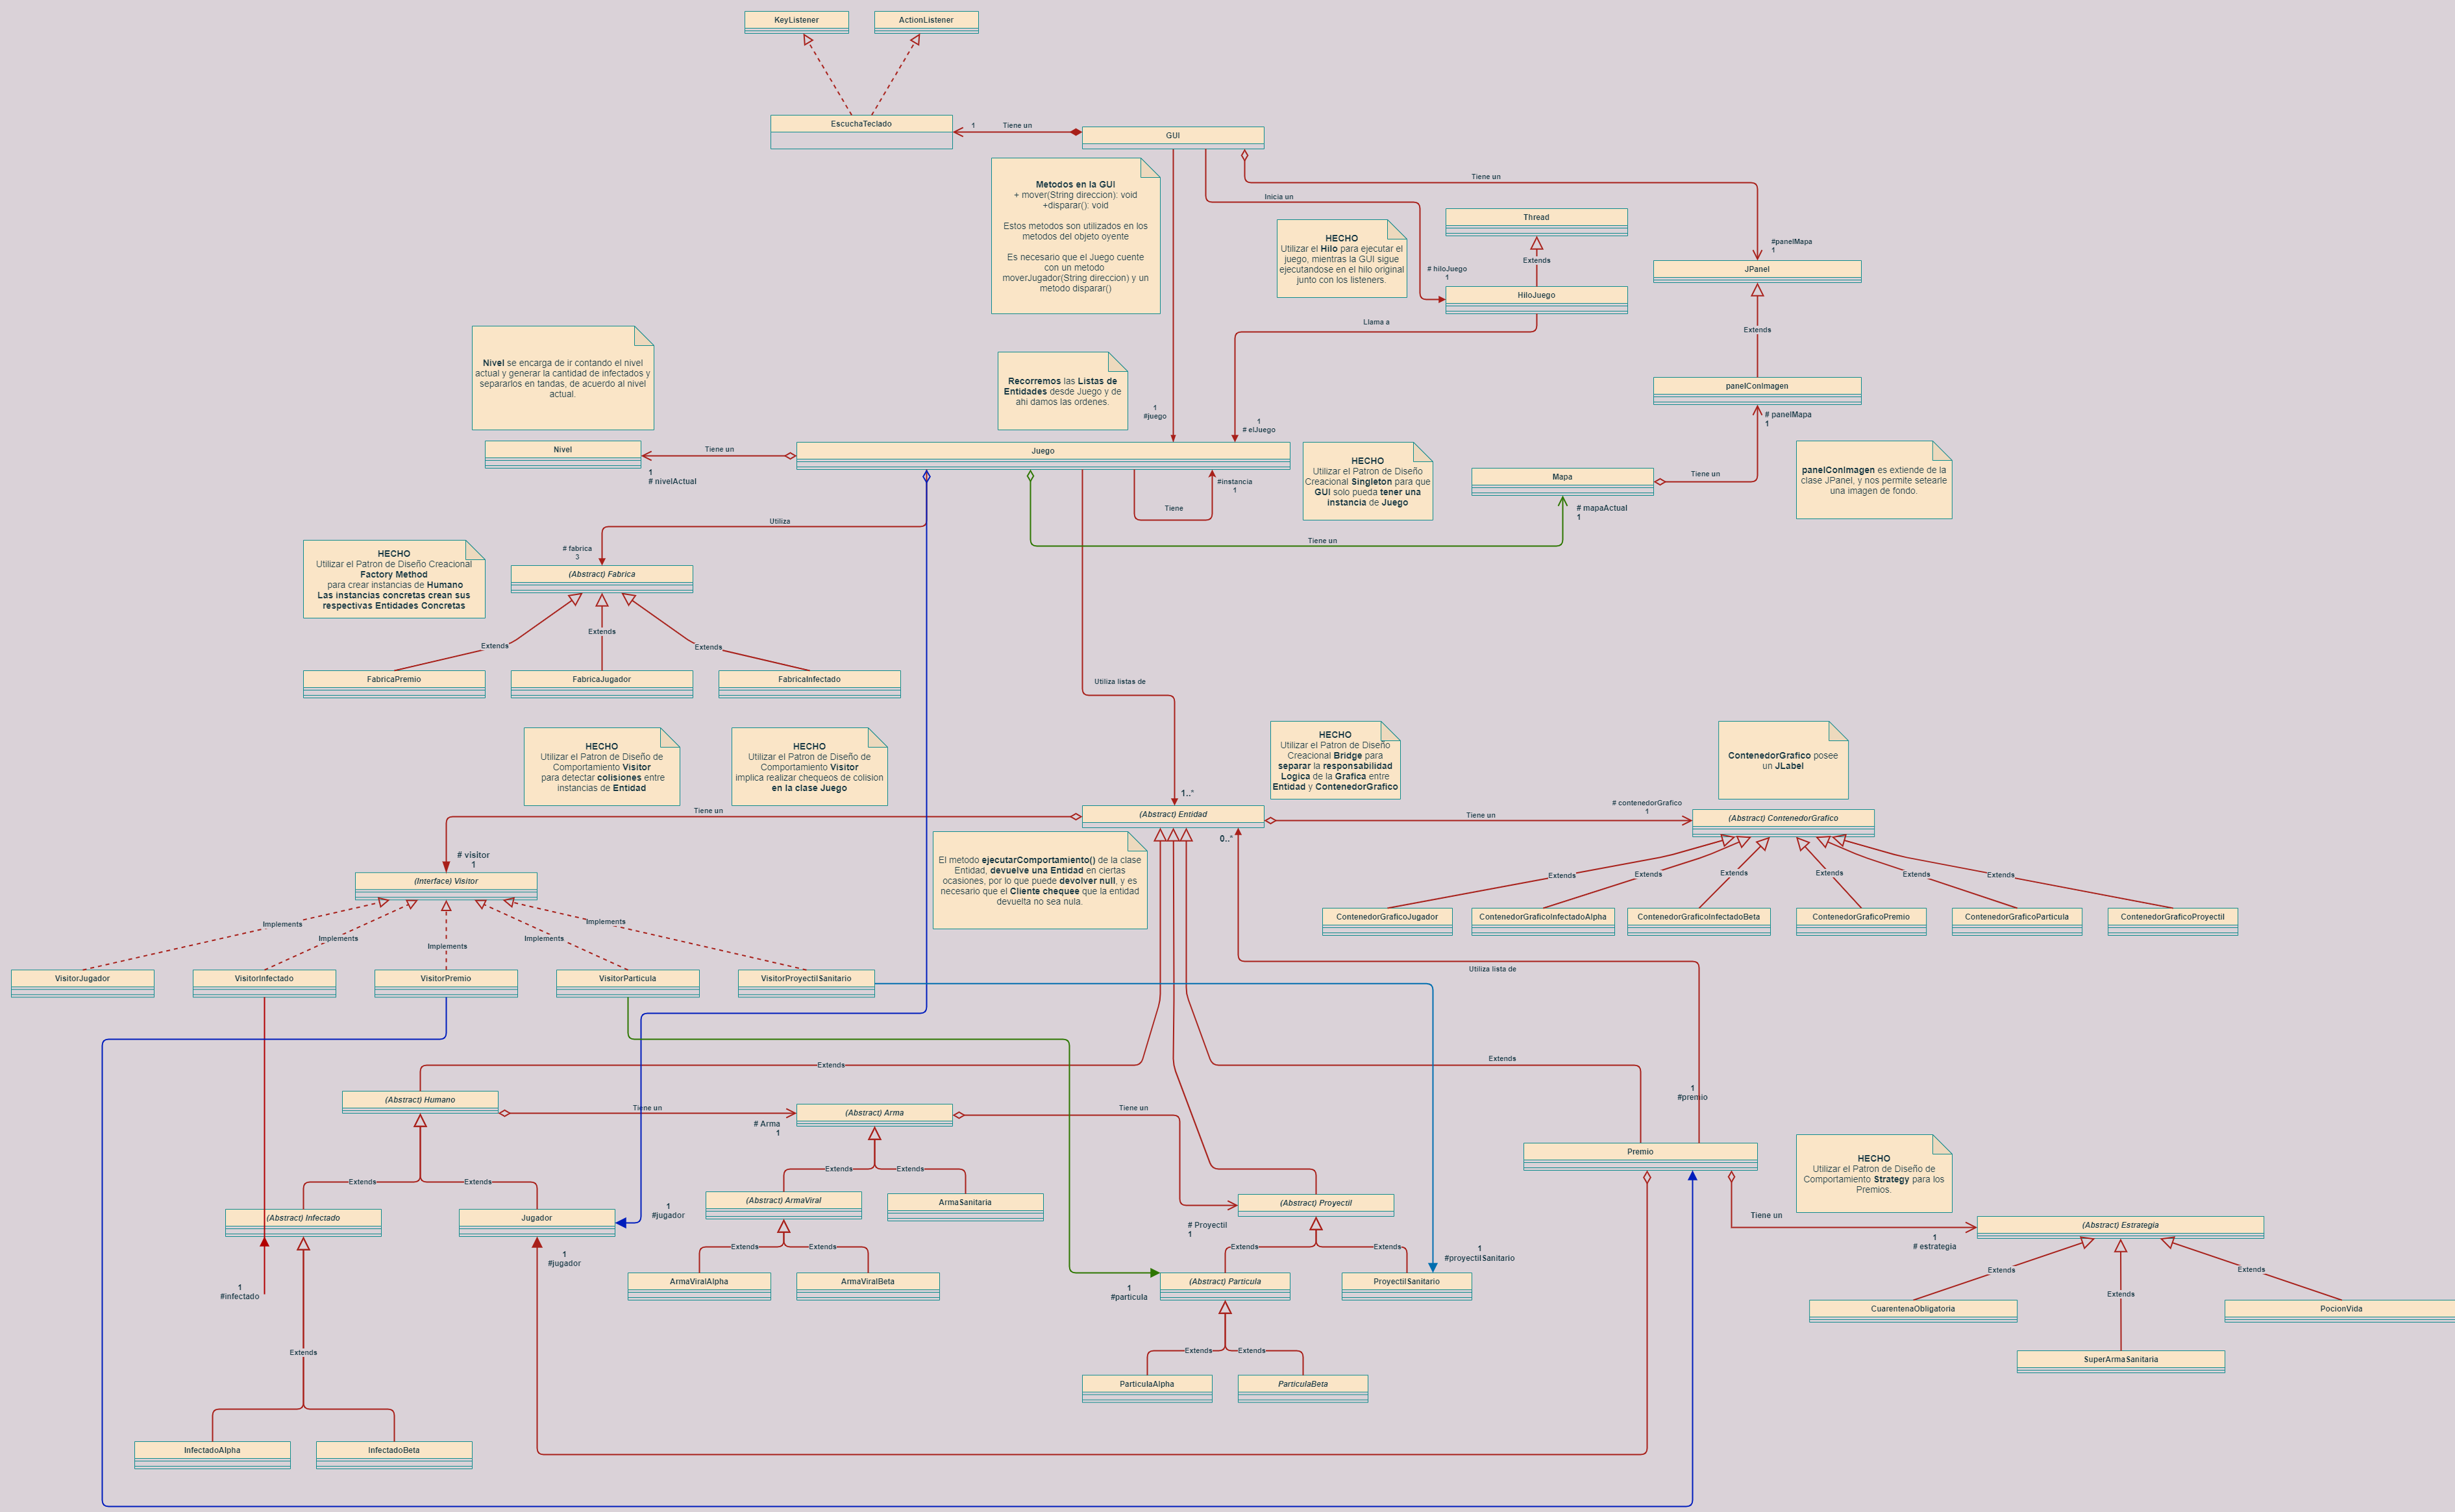 KeyListener
ActionListener
EscuchaTeclado
1
Tiene un
GUI
Metodos en la GUI
+ mover(String direccion): void
+disparar(): void
Estos metodos son utilizados en los
metodos del objeto oyente
Es necesario que el Juego cuente
con un metodo
moverJugador(String direccion) y un
metodo disparar()
Tiene un
Inicia un
HECHO
Utilizar el Hilo para ejecutar el
juego, mientras la GUI sigue
ejecutandose en el hilo original
junto con los listeners.
Thread
Extends
# hiloJuego
1
HiloJuego
Llama a
#panelMapa
1
JPanel
Extends
panelConImagen
# panelMapa
1
Nivel se encarga de ir contando el nivel
actual y generar la cantidad de infectados y
separarlos en tandas, de acuerdo al nivel
actual.
Recorremos las Listas de
Entidades desde Juego y de
ahi damos las ordenes.
1
#juego
1
# elJuego
Nivel
Tiene un
1
# nivelActual
Juego
#instancia
1
Tiene
HECHO
Utilizar el Patron de Diseño
Creacional Singleton para que
GUI solo pueda tener una
instancia de Juego
Mapa
Tiene un
# mapaActual
1
panelConImagen es extiende de la
clase JPanel, y nos permite setearle
una imagen de fondo.
Utiliza
Tiene un
HECHO
Utilizar el Patron de Diseño Creacional
Factory Method
para crear instancias de Humano
Las instancias concretas crean sus
respectivas Entidades Concretas
# fabrica
3
(Abstract) Fabrica
Extends
Extends
Extends
FabricaPremio
FabricaJugador
FabricaInfectado
Utiliza listas de
HECHO
Utilizar el Patron de Diseño de
Comportamiento Visitor
para detectar colisiones entre
instancias de Entidad
HECHO
Utilizar el Patron de Diseño de
Comportamiento Visitor
implica realizar chequeos de colision
en la clase Juego
HECHO
Utilizar el Patron de Diseño
Creacional Bridge para
separar la responsabilidad
Logica de la Grafica entre
Entidad y ContenedorGrafico
ContenedorGrafico posee
un JLabel
Tiene un
1..*
(Abstract) Entidad
0..*
Tiene un
# contenedorGrafico
1
(Abstract) ContenedorGrafico
El metodo ejecutarComportamiento() de la clase
Entidad, devuelve una Entidad en ciertas
ocasiones, por lo que puede devolver null, y es
necesario que el Cliente chequee que la entidad
devuelta no sea nula.
# visitor
1
(Interface) Visitor
Extends
Extends
Extends
Extends
Extends
Extends
ContenedorGraficoJugador
ContenedorGraficoInfectadoAlpha
ContenedorGraficoInfectadoBeta
ContenedorGraficoPremio
ContenedorGraficoParticula
ContenedorGraficoProyectil
Implements
Implements
Implements
Implements
Implements
VisitorJugador
VisitorInfectado
VisitorPremio
VisitorParticula
VisitorProyectilSanitario
Utiliza lista de
Extends
Extends
1
#premio
(Abstract) Humano
Tiene un
# Arma
1
(Abstract) Arma
Tiene un
Premio
HECHO
Utilizar el Patron de Diseño de
Comportamiento Strategy para los
Premios.
Extends
Extends
Extends
Extends
(Abstract) Infectado
Jugador
1
#jugador
1
#jugador
(Abstract) ArmaViral
ArmaSanitaria
(Abstract) Proyectil
# Proyectil
1
Tiene un
1
# estrategia
(Abstract) Estrategia
Extends
Extends
Extends
Extends
1
#proyectilSanitario
1
#infectado
ArmaViralAlpha
ArmaViralBeta
1
#particula
(Abstract) Particula
ProyectilSanitario
Extends
Extends
Extends
CuarentenaObligatoria
PocionVida
SuperArmaSanitaria
Extends
Extends
Extends
ParticulaAlpha
ParticulaBeta
InfectadoAlpha
InfectadoBeta